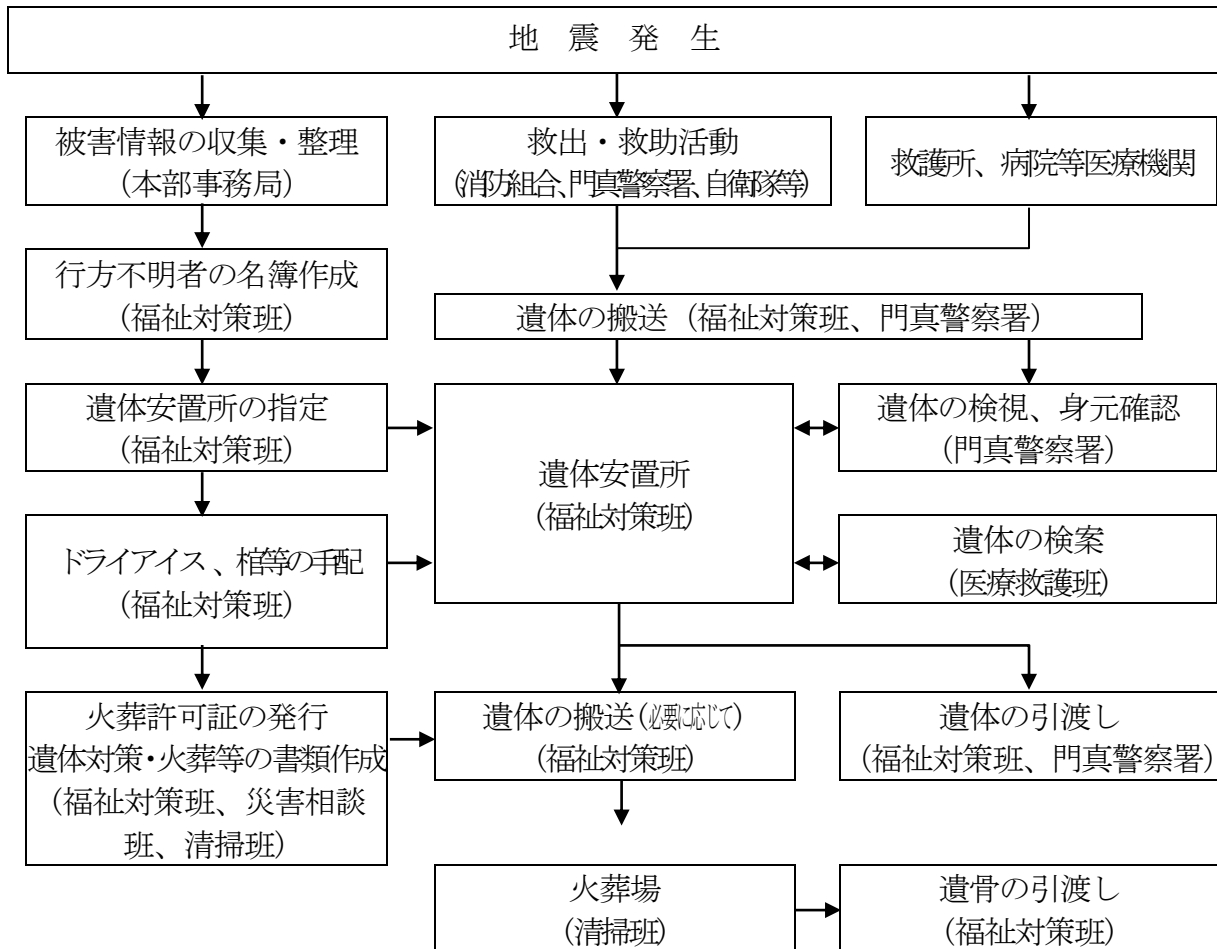 地 震 発 生
被害情報の収集・整理
（本部事務局）
救出・救助活動
（消防組合、門真警察署、自衛隊等）
救護所、病院等医療機関
行方不明者の名簿作成
（福祉対策班）
遺体の搬送（福祉対策班、門真警察署）
遺体安置所の指定
（福祉対策班）
遺体安置所
（福祉対策班）
遺体の検視、身元確認
（門真警察署）
ドライアイス、棺等の手配
（福祉対策班）
遺体の検案
（医療救護班）
火葬許可証の発行
遺体対策・火葬等の書類作成
（福祉対策班、災害相談
班、清掃班）
遺体の搬送（必要に応じて）
（福祉対策班）
遺体の引渡し
（福祉対策班、門真警察署）
火葬場
（清掃班）
遺骨の引渡し
（福祉対策班）